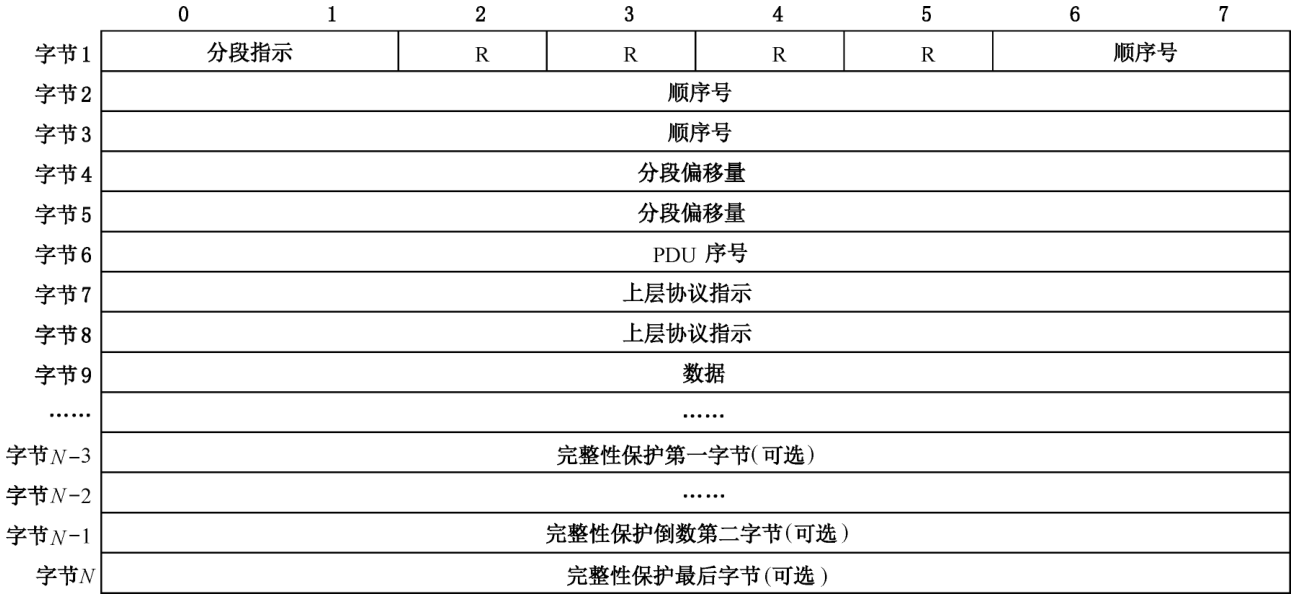 0 1 2 3 4 5 6 7
字节1 分段指示 R R R R 顺序号
字节2 顺序号
字节3 顺序号
字节4 分段偏移量
字节5 分段偏移量
字节6 PDU 序号
字节7 上层协议指示
字节8 上层协议指示
字节9 数据
…… ……
字节N-3 完整性保护第一字节(可选)
字节N-2 ……
字节N-1 完整性保护倒数第二字节(可选)
字节N 完整性保护最后字节(可选)